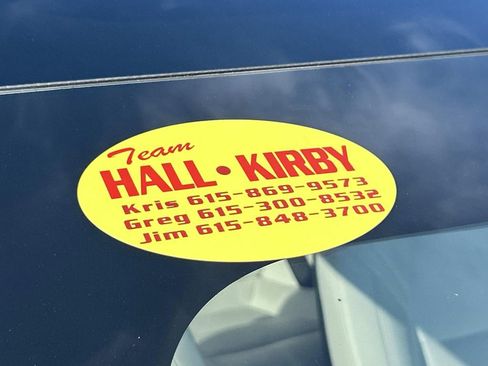 Team
HALL • KIRBY
Kris 615-869-9573
Greg 615-300-8532
Jim 615-848-3700